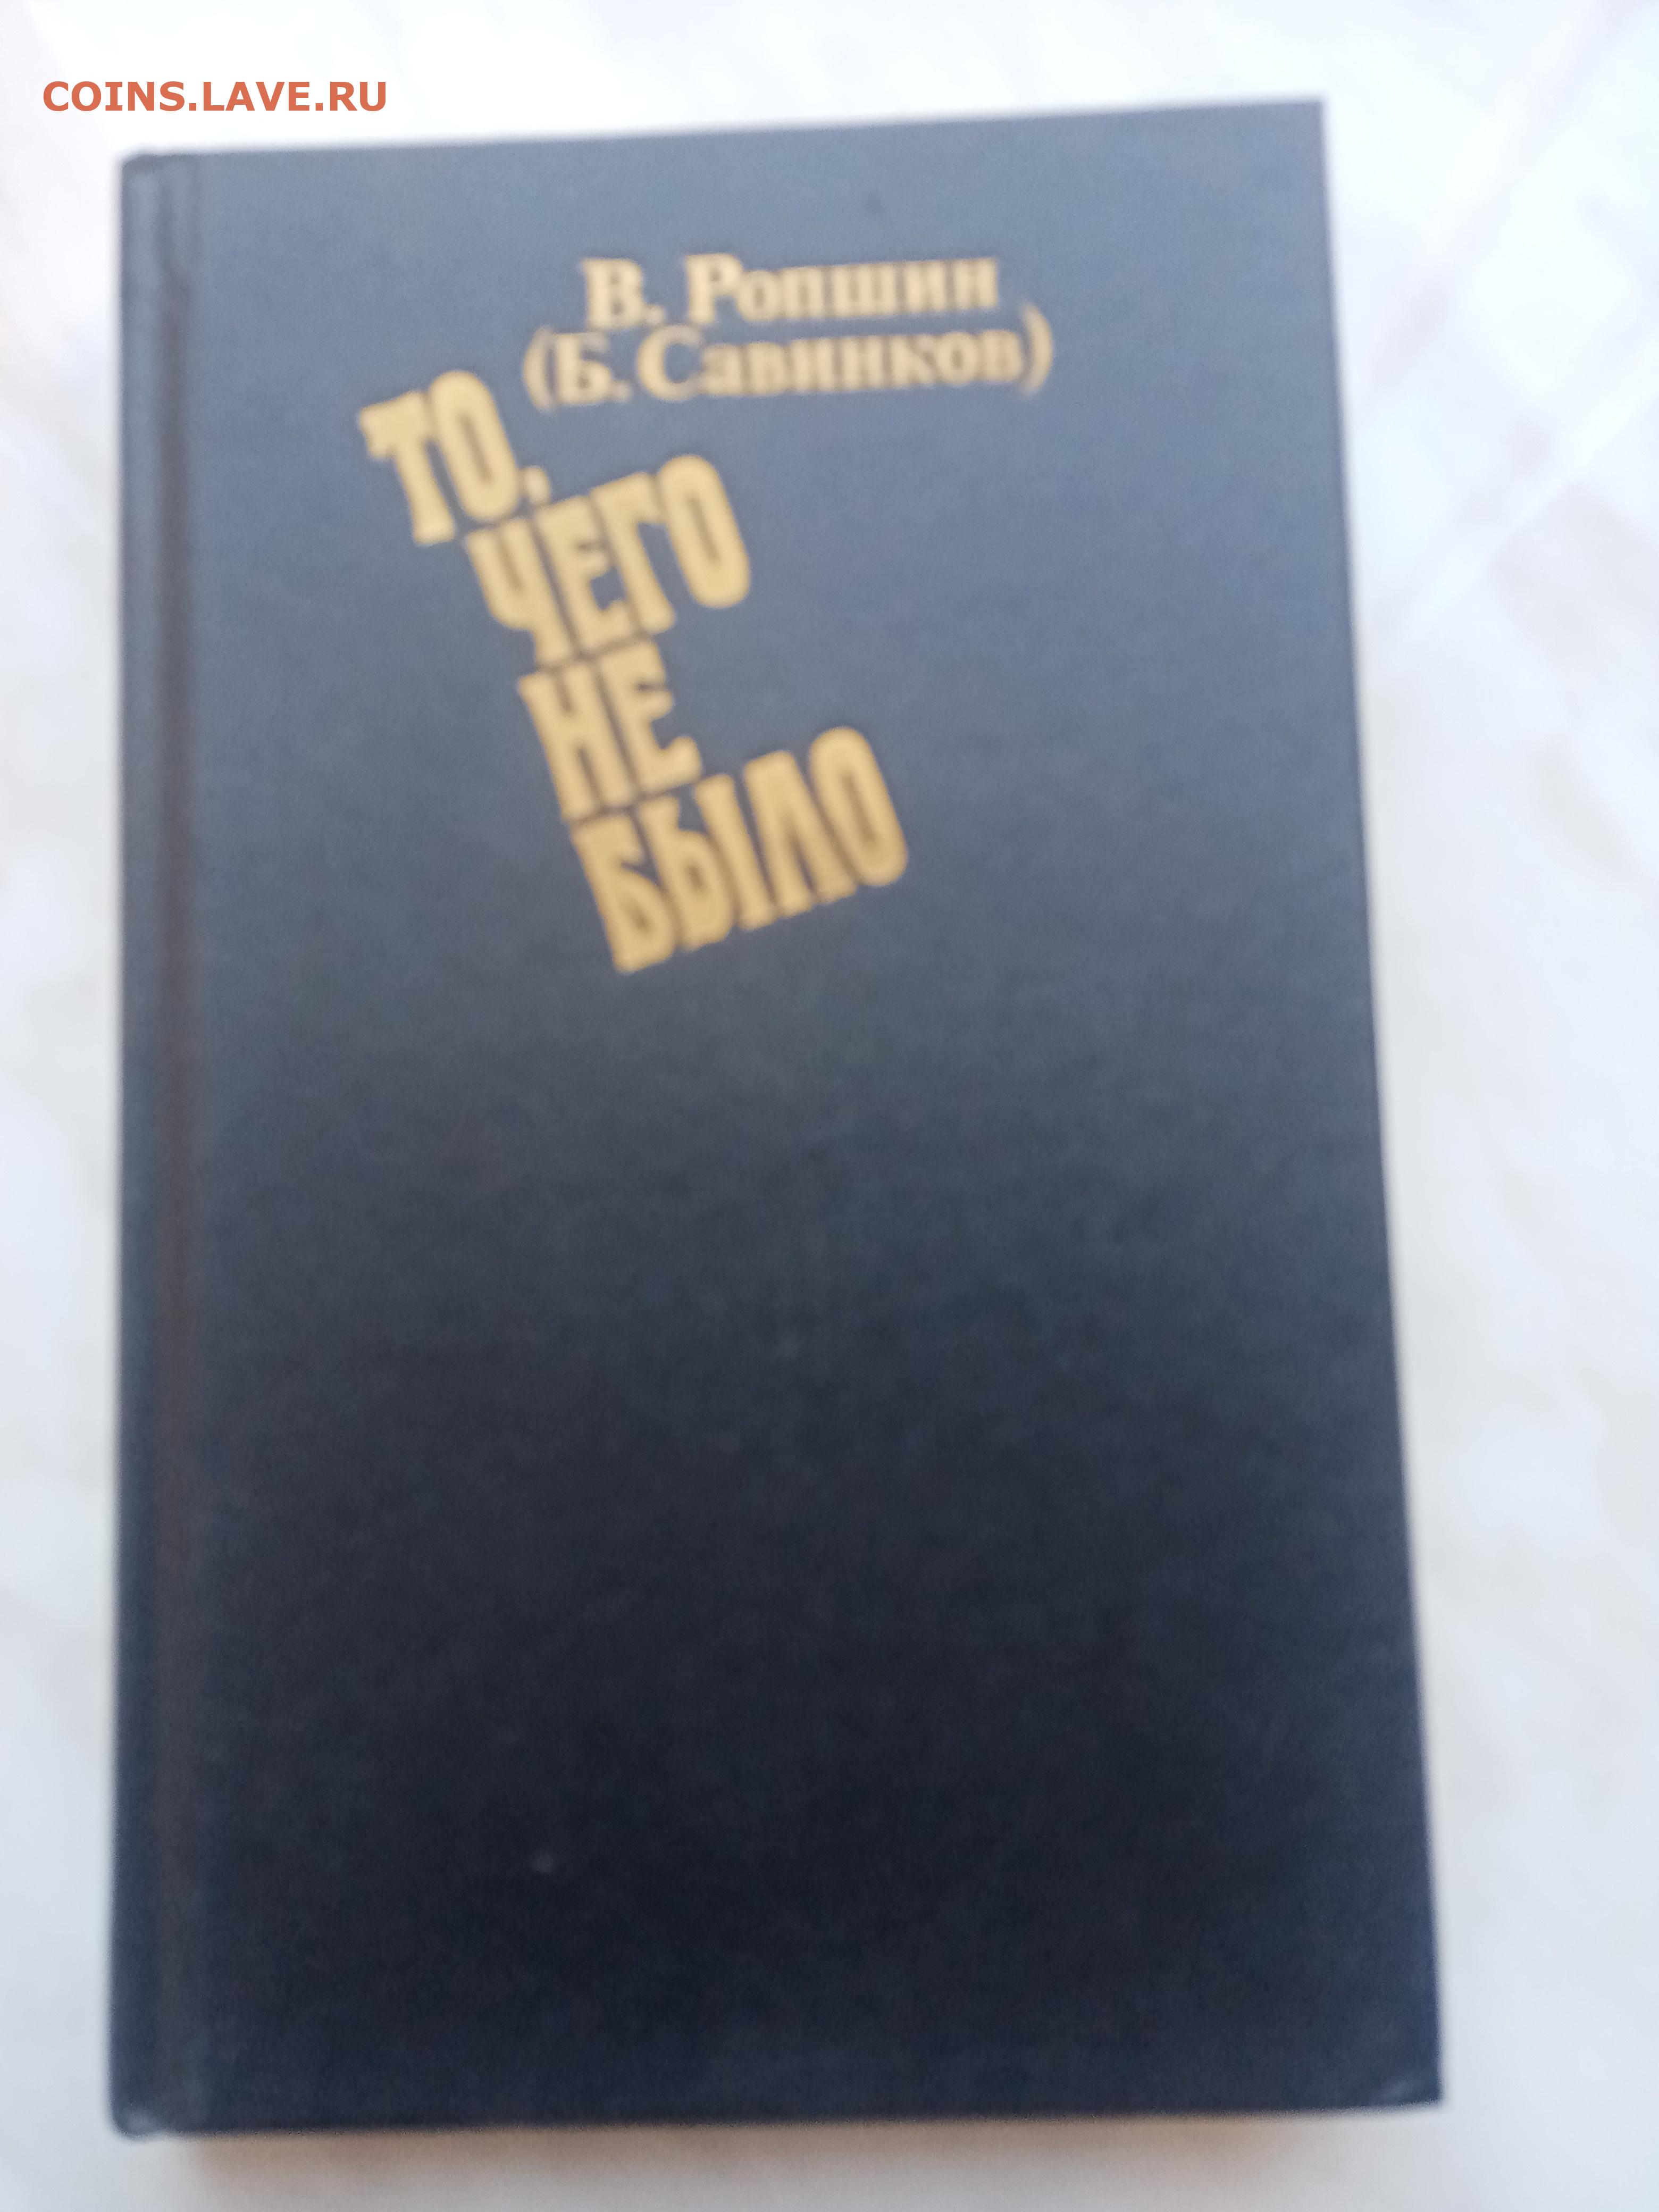 COINS.LAVE.RU
В. Ропшин
(Б. Савинков)
ТО,
ЧЕГО
НЕ
БЫЛО